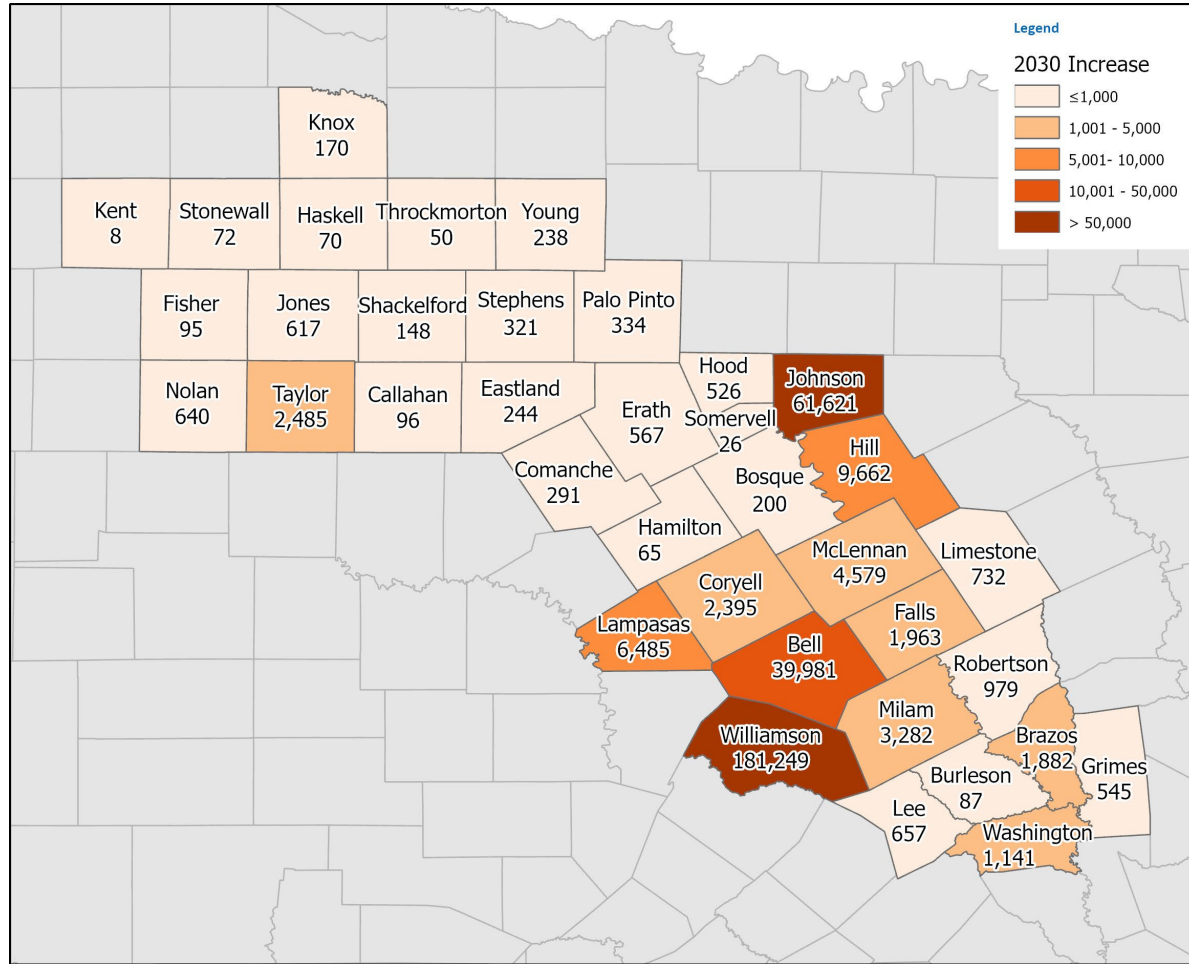 Legend
2030 Increase
≤1,000
1,001 - 5,000
5,001- 10,000
10,001 - 50,000
> 50,000
Knox
170
Kent
8
Stonewall
72
Haskell
70
Throckmorton
50
Young
238
Fisher
95
Jones
617
Shackelford
148
Stephens
321
Palo Pinto
334
Nolan
640
Taylor
2,485
Callahan
96
Eastland
244
Erath
567
Hood
526
Johnson
61,621
Somervell
26
Hill
9,662
Comanche
291
Bosque
200
Hamilton
65
McLennan
4,579
Limestone
732
Coryell
2,395
Falls
1,963
Lampasas
6,485
Bell
39,981
Robertson
979
Milam
3,282
Williamson
181,249
Brazos
1,882
Grimes
545
Burleson
87
Lee
657
Washington
1,141